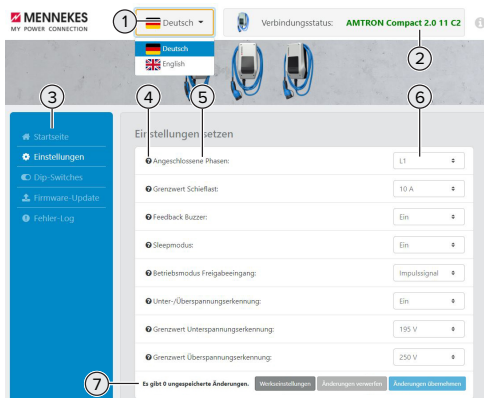 MENNEKES
MY POWER CONNECTION
1
Deutsch
Verbindungsstatus: AMTRON Compact 2.0 11 C2
Deutsch
English
2
3
4
5
6
Startseite
Einstellungen
Dip-Switches
Firmware-Update
Fehler-Log
Einstellungen setzen
Angeschlossene Phasen: L1
Grenzwert Schieflast: 10 A
Feedback Buzzer: Ein
Sleepmodus: Ein
Betriebsmodus Freigabeeingang: Impulssignal
Unter-/Überspannungserkennung: Ein
Grenzwert Unterspannungserkennung: 195 V
Grenzwert Überspannungserkennung: 250 V
7
Es gibt 0 ungespeicherte Änderungen. Werkseinstellungen Änderungen verwerfen Änderungen übernehmen